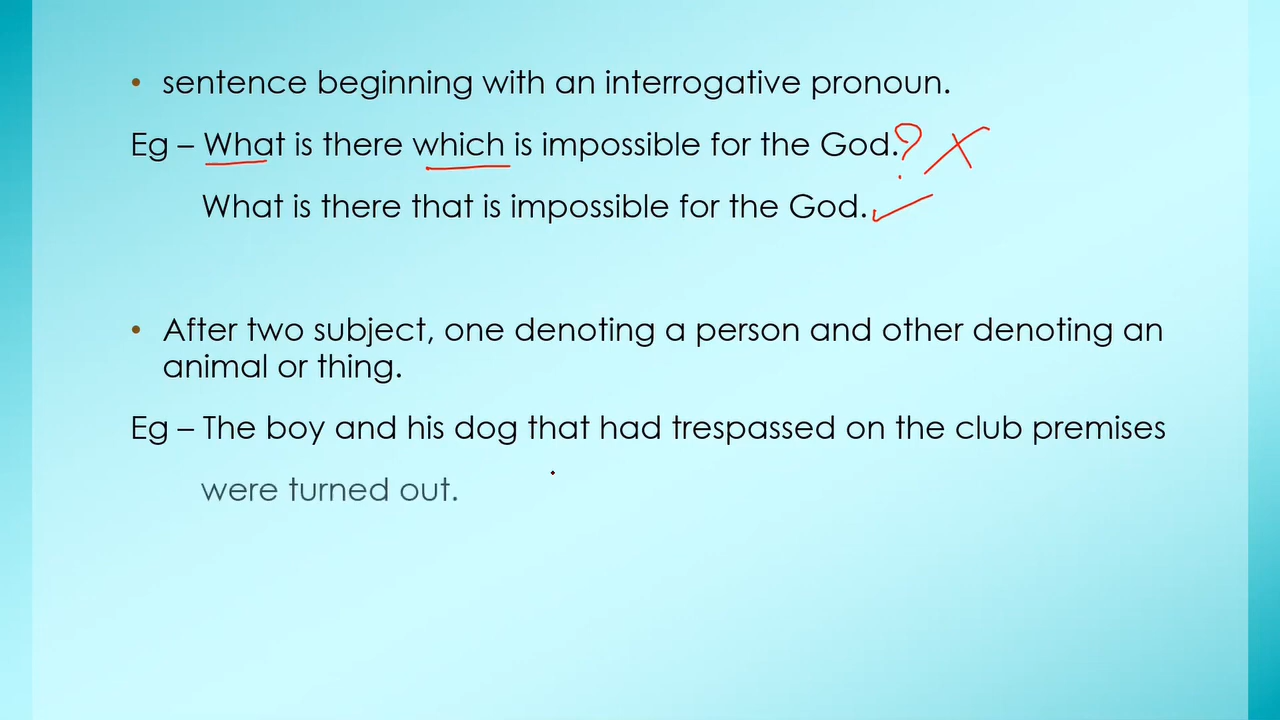 • sentence beginning with an interrogative pronoun.
Eg – What is there which is impossible for the God.?
What is there that is impossible for the God.
• After two subject, one denoting a person and other denoting an
animal or thing.
Eg – The boy and his dog that had trespassed on the club premises
were turned out.